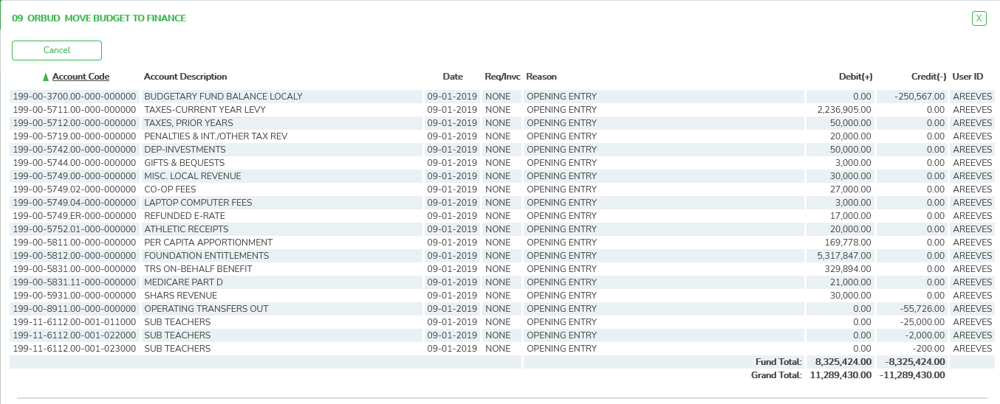 09 ORBUD MOVE BUDGET TO FINANCE
X
Cancel
Account Code Account Description Date Req/Invc Reason Debit(+) Credit(-) User ID
199-00-3700.00-000-000000 BUDGETARY FUND BALANCE LOCALY 09-01-2019 NONE OPENING ENTRY 0.00 -250,567.00 AREEVES
199-00-5711.00-000-000000 TAXES-CURRENT YEAR LEVY 09-01-2019 NONE OPENING ENTRY 2,236,905.00 0.00 AREEVES
199-00-5712.00-000-000000 TAXES, PRIOR YEARS 09-01-2019 NONE OPENING ENTRY 50,000.00 0.00 AREEVES
199-00-5719.00-000-000000 PENALTIES & INT./OTHER TAX REV 09-01-2019 NONE OPENING ENTRY 20,000.00 0.00 AREEVES
199-00-5742.00-000-000000 DEP-INVESTMENTS 09-01-2019 NONE OPENING ENTRY 50,000.00 0.00 AREEVES
199-00-5744.00-000-000000 GIFTS & BEQUESTS 09-01-2019 NONE OPENING ENTRY 3,000.00 0.00 AREEVES
199-00-5749.00-000-000000 MISC. LOCAL REVENUE 09-01-2019 NONE OPENING ENTRY 30,000.00 0.00 AREEVES
199-00-5749.02-000-000000 CO-OP FEES 09-01-2019 NONE OPENING ENTRY 27,000.00 0.00 AREEVES
199-00-5749.04-000-000000 LAPTOP COMPUTER FEES 09-01-2019 NONE OPENING ENTRY 3,000.00 0.00 AREEVES
199-00-5749.ER-000-000000 REFUNDED E-RATE 09-01-2019 NONE OPENING ENTRY 17,000.00 0.00 AREEVES
199-00-5752.01-000-000000 ATHLETIC RECEIPTS 09-01-2019 NONE OPENING ENTRY 20,000.00 0.00 AREEVES
199-00-5811.00-000-000000 PER CAPITA APPORTIONMENT 09-01-2019 NONE OPENING ENTRY 169,778.00 0.00 AREEVES
199-00-5812.00-000-000000 FOUNDATION ENTITLEMENTS 09-01-2019 NONE OPENING ENTRY 5,317,847.00 0.00 AREEVES
199-00-5831.00-000-000000 TRS ON-BEHALF BENEFIT 09-01-2019 NONE OPENING ENTRY 329,894.00 0.00 AREEVES
199-00-5831.11-000-000000 MEDICARE PART D 09-01-2019 NONE OPENING ENTRY 21,000.00 0.00 AREEVES
199-00-5931.00-000-000000 SHARS REVENUE 09-01-2019 NONE OPENING ENTRY 30,000.00 0.00 AREEVES
199-00-8911.00-000-000000 OPERATING TRANSFERS OUT 09-01-2019 NONE OPENING ENTRY 0.00 -55,726.00 AREEVES
199-11-6112.00-001-011000 SUB TEACHERS 09-01-2019 NONE OPENING ENTRY 0.00 -25,000.00 AREEVES
199-11-6112.00-001-022000 SUB TEACHERS 09-01-2019 NONE OPENING ENTRY 0.00 -2,000.00 AREEVES
199-11-6112.00-001-023000 SUB TEACHERS 09-01-2019 NONE OPENING ENTRY 0.00 -200.00 AREEVES
Fund Total: 8,325,424.00 -8,325,424.00
Grand Total: 11,289,430.00 -11,289,430.00